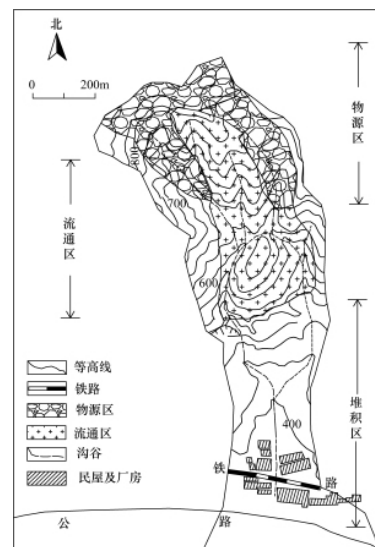 北
0 200m
物源区
流通区
800
700
600
400
堆积区
等高线
铁路
物源区
流通区
沟谷
民屋及厂房
铁 路
公 路